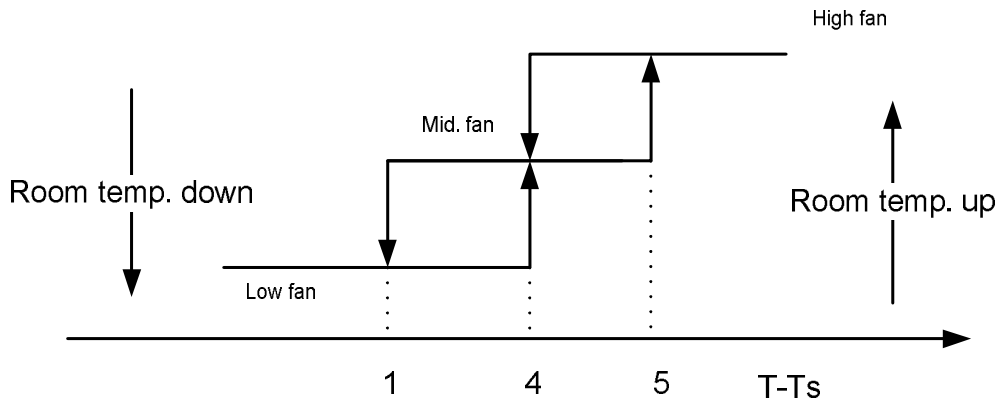 High fan
Mid. fan
Room temp. down
Room temp. up
Low fan
1 4 5 T-Ts